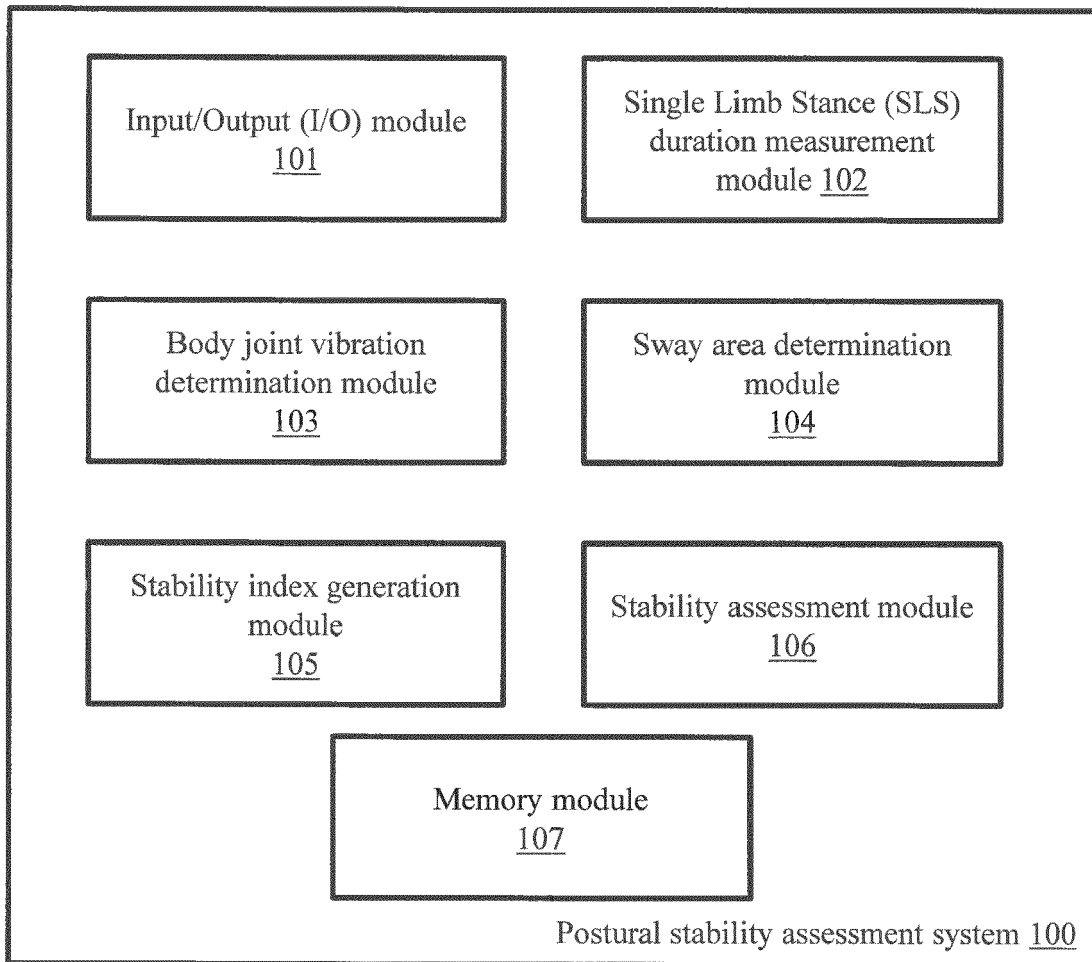 Input/Output (I/O) module
101
Single Limb Stance (SLS)
duration measurement
module 102
Body joint vibration
determination module
103
Sway area determination
module
104
Stability index generation
module
105
Stability assessment module
106
Memory module
107
Postural stability assessment system 100